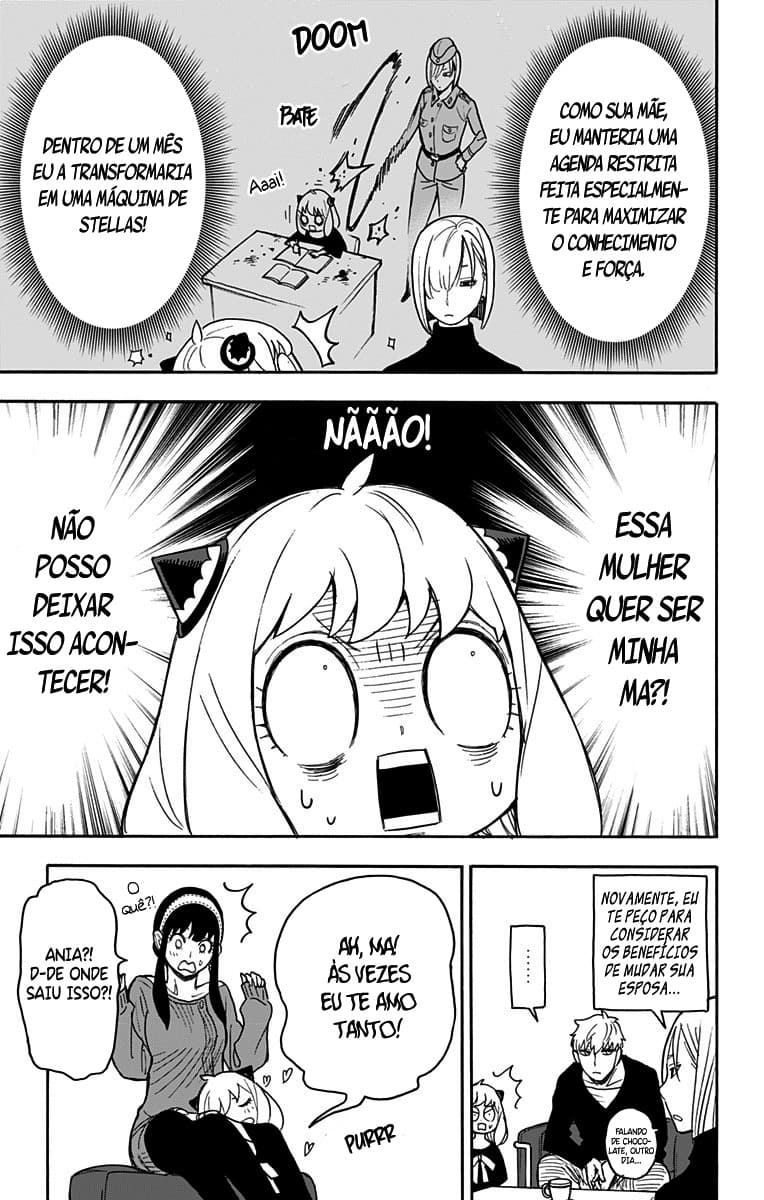 COMO SUA MÃE,
EU MANTERIA UMA
AGENDA RESTRITA
FEITA ESPECIALMEN-
TE PARA MAXIMIZAR
O CONHECIMENTO
E FORÇA.
DOOM
BATE
Aaai!
DENTRO DE UM MÊS
EU A TRANSFORMARIA
EM UMA MÁQUINA DE
STELLAS!
NÃÃÃO!
ESSA
MULHER
QUER SER
MINHA
MA?!
NÃO
POSSO
DEIXAR
ISSO ACON-
TECER!
NOVAMENTE, EU
TE PEÇO PARA
CONSIDERAR
OS BENEFÍCIOS
DE MUDAR SUA
ESPOSA...
.........
FALANDO
DE CHOCO-
LATE, OUTRO
DIA...
AH, MA!
ÀS VEZES
EU TE AMO
TANTO!
PURRR
O
quê?!
ANIA?!
D-DE ONDE
SAIU ISSO?!